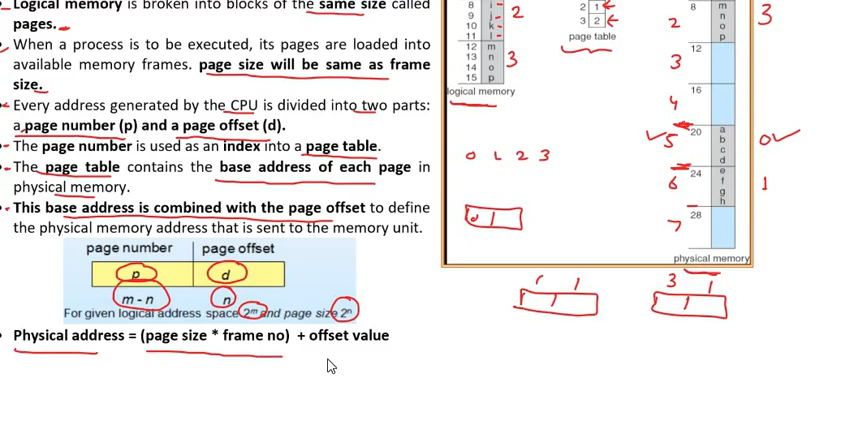 Logical memory is broken into blocks of the same size called
pages.
When a process is to be executed, its pages are loaded into
available memory frames. page size will be same as frame
size.
Every address generated by the CPU is divided into two parts:
a page number (p) and a page offset (d).
The page number is used as an index into a page table.
The page table contains the base address of each page in
physical memory.
This base address is combined with the page offset to define
the physical memory address that is sent to the memory unit.
page number page offset
p d
m - n n
For given logical address space 2^m and page size 2^n
Physical address = (page size * frame no) + offset value
8 i
9 j 2
10 k
11 l
12 m
13 n 3
14 o
15 p
logical memory
2 1
3 2
page table
0 1 2 3
0 1
8 m
n
o
p
2 3
12
3
16
4
20 a
b
c
d
5 0
24 e
f
g
h
6 1
28
7
physical memory
1
3 1